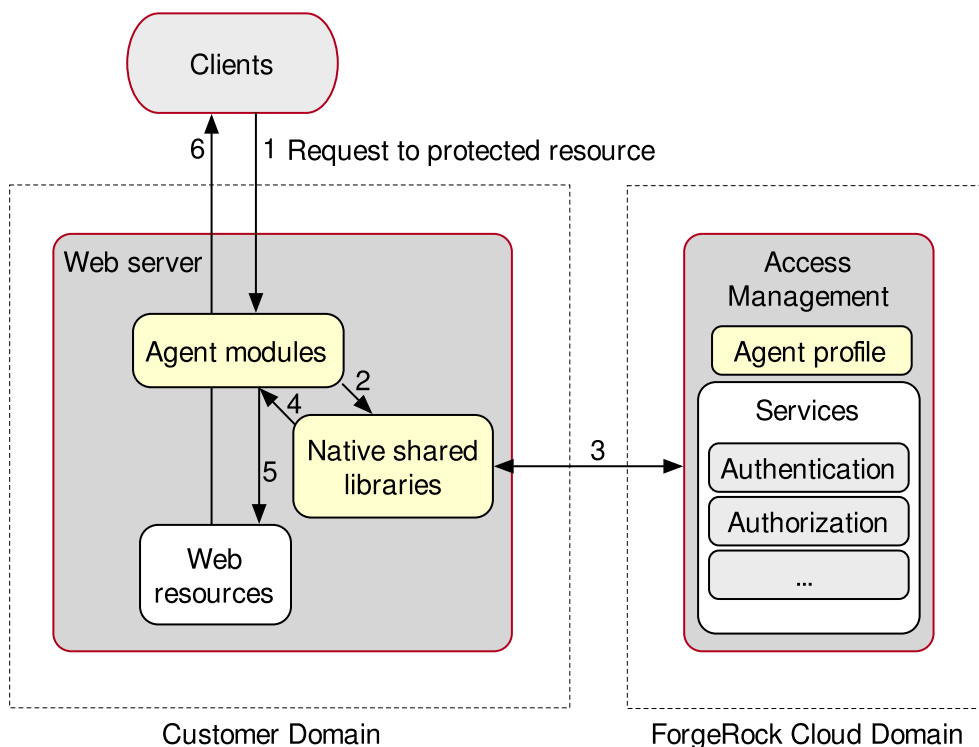 Clients
6
1 Request to protected resource
Web server
Agent modules
2
4
Native shared
libraries
5
Web
resources
3
Access
Management
Agent profile
Services
Authentication
Authorization
...
Customer Domain
ForgeRock Cloud Domain